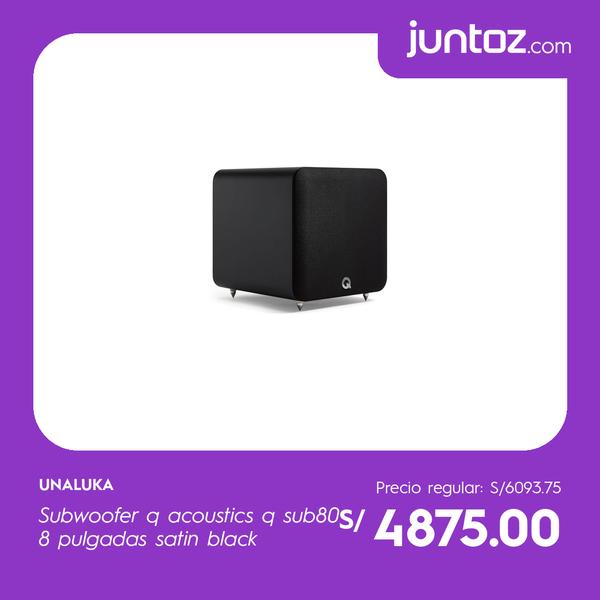 juntoz.com
Q
UNALUKA
Precio regular: S/6093.75
Subwoofer q acoustics q sub80
8 pulgadas satin black
S/ 4875.00